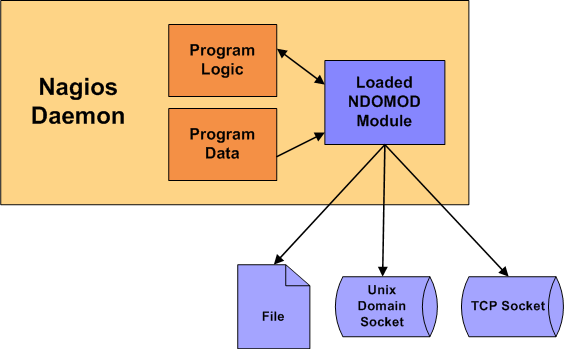 Nagios
Daemon
Program
Logic
Program
Data
Loaded
NDOMOD
Module
File
Unix
Domain
Socket
TCP Socket